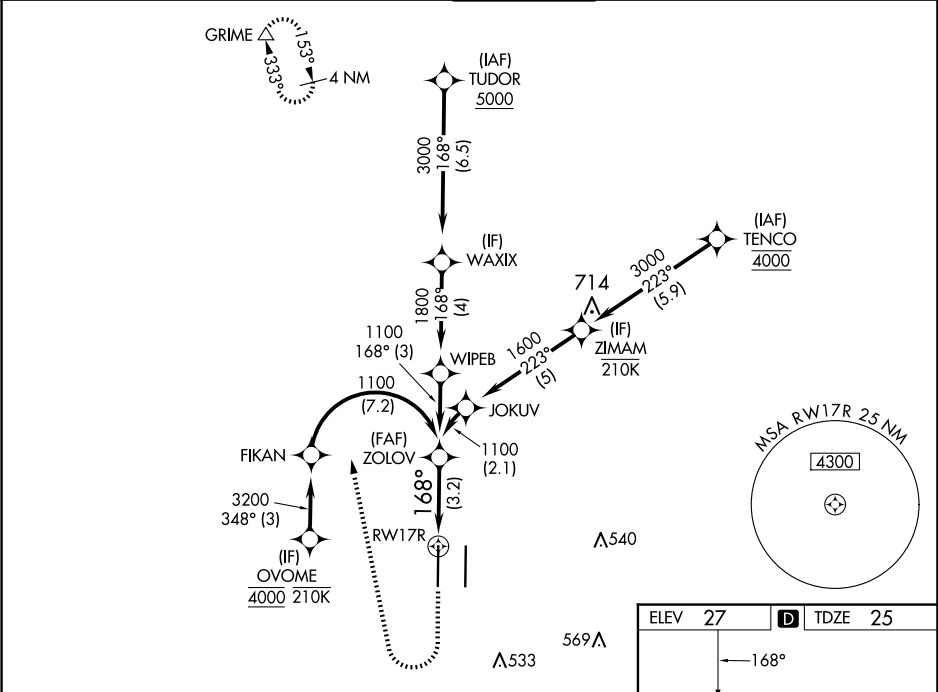 GRIME
153°
333°
4 NM
(IAF)
TUDOR
5000
3000
168°
(6.5)
(IAF)
TENCO
4000
(IF)
WAXIX
3000
223°
(5.9)
714
1800
168°
(4)
(IF)
ZIMAM
210K
1100
168° (3)
WIPEB
1600
223°
(5)
1100
(7.2)
JOKUV
MSA RW17R 25 NM
4300
(FAF)
ZOLOV
1100
(2.1)
FIKAN
168°
(3.2)
3200
348° (3)
RW17R
540
(IF)
OVOME
4000 210K
ELEV 27 D TDZE 25
569
533
168°